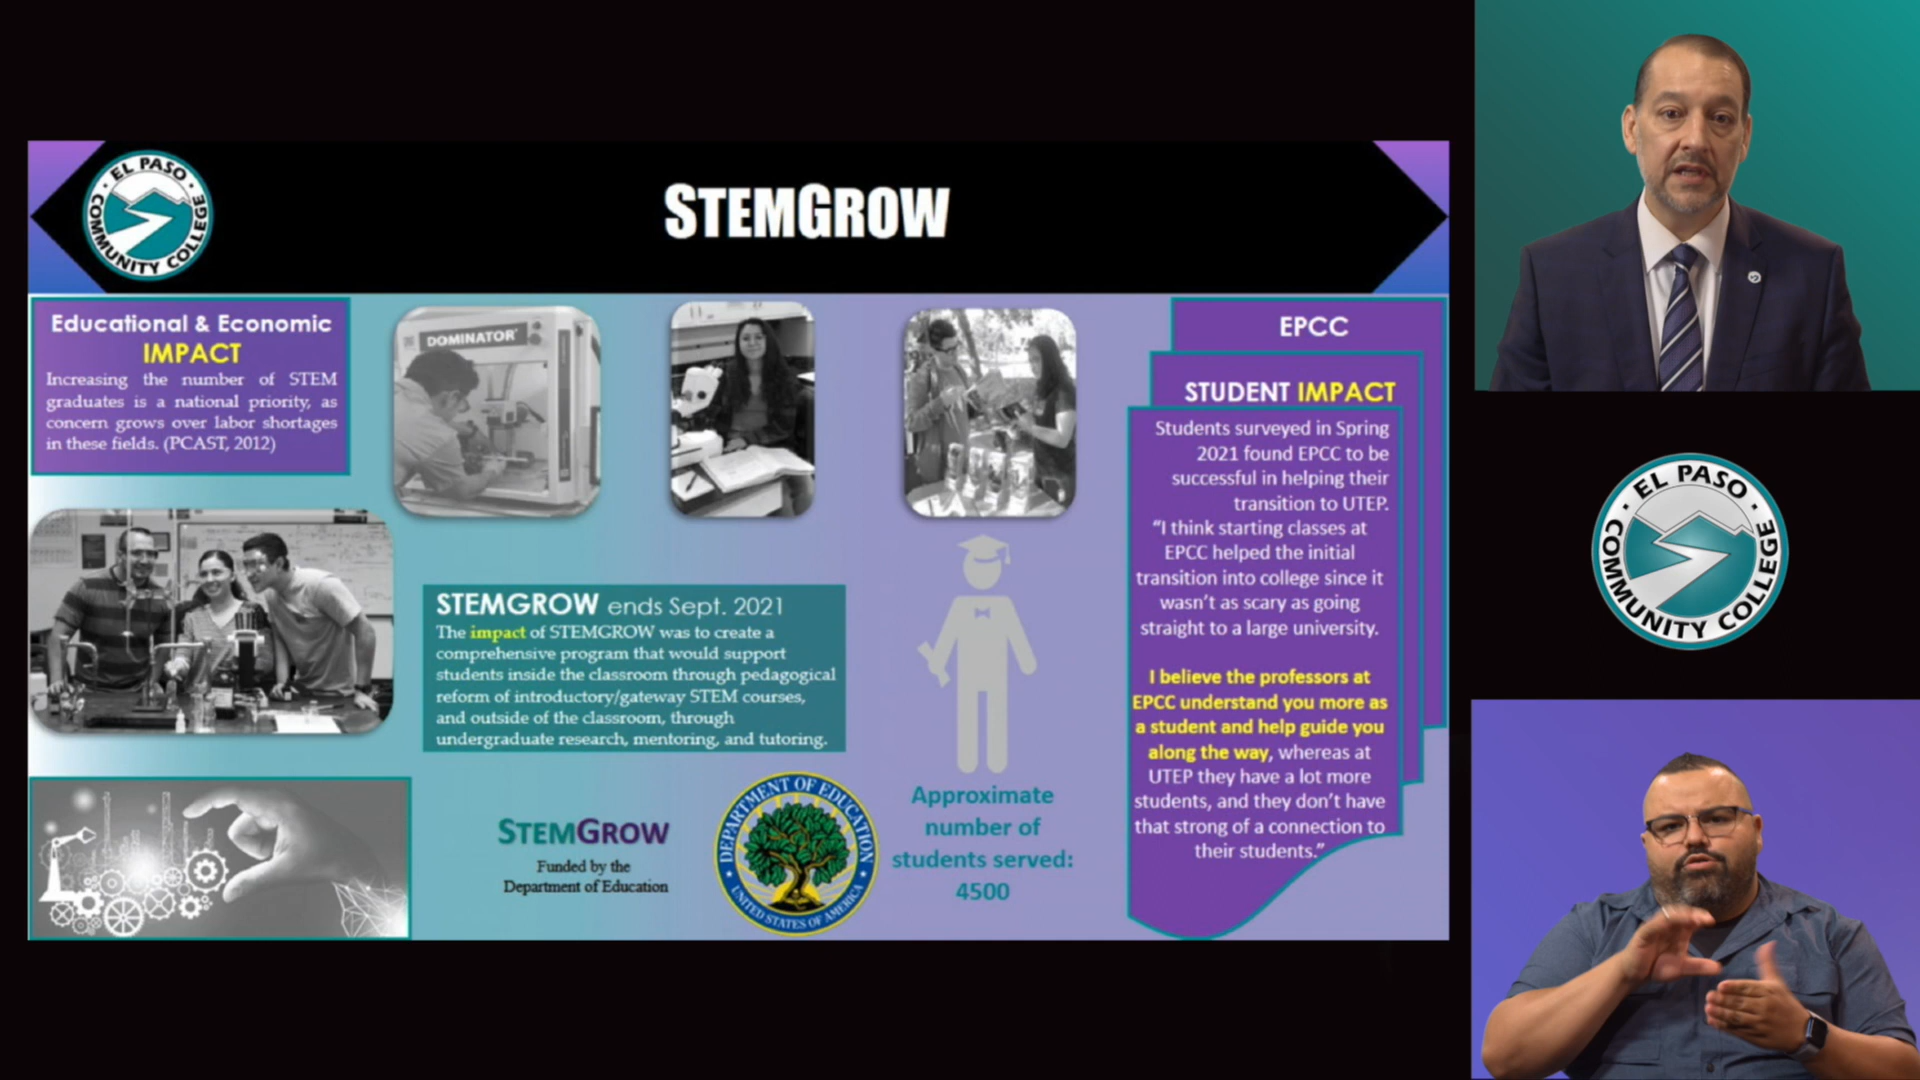 EL PASO
COMMUNITY COLLEGE
STEMGROW
Educational & Economic
IMPACT
Increasing the number of STEM
graduates is a national priority, as
concern grows over labor shortages
in these fields. (PCAST, 2012)
DOMINATOR
STEMGROW ends Sept. 2021
The impact of STEMGROW was to create a
comprehensive program that would support
students inside the classroom through pedagogical
reform of introductory/gateway STEM courses,
and outside of the classroom, through
undergraduate research, mentoring, and tutoring.
STEMGROW
Funded by the
Department of Education
DEPARTMENT OF EDUCATION
UNITED STATES OF AMERICA
Approximate
number of
students served:
4500
EPCC
STUDENT IMPACT
Students surveyed in Spring
2021 found EPCC to be
successful in helping their
transition to UTEP.
“I think starting classes at
EPCC helped the initial
transition into college since it
wasn’t as scary as going
straight to a large university.
I believe the professors at
EPCC understand you more as
a student and help guide you
along the way, whereas at
UTEP they have a lot more
students, and they don’t have
that strong of a connection to
their students.”
EL PASO
COMMUNITY COLLEGE